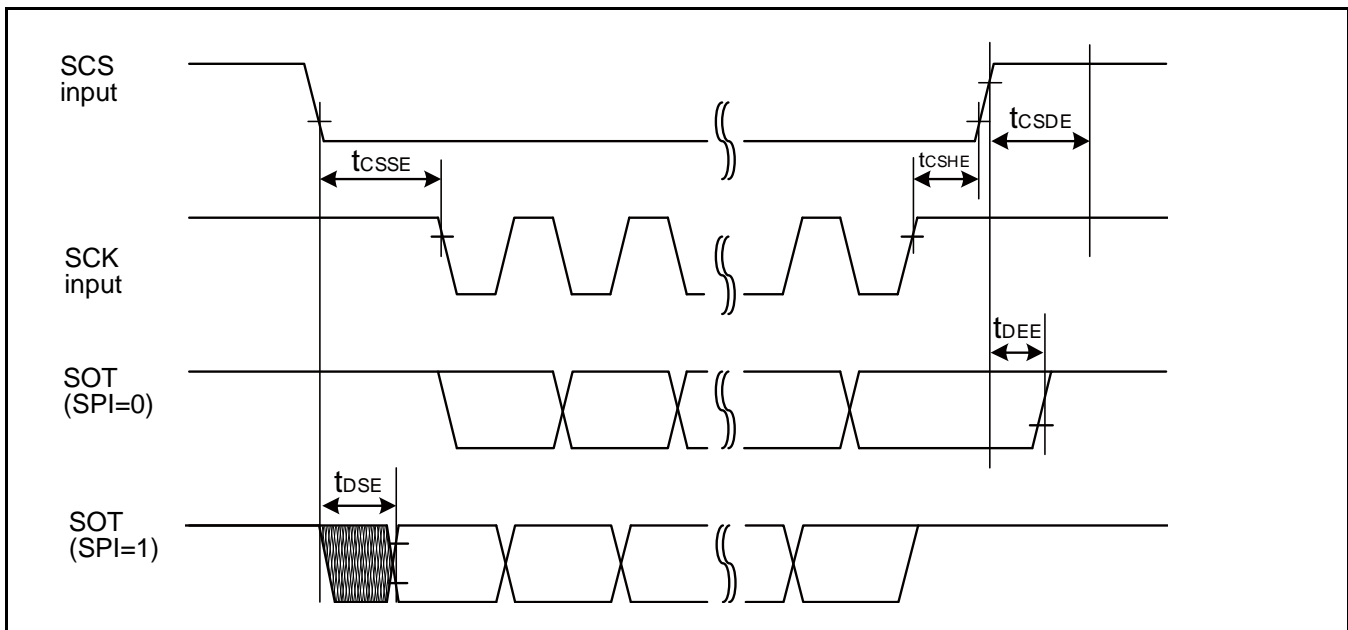 SCS
input
tCSDE
tCSSE
tCSHE
SCK
input
tDEE
SOT
(SPI=0)
tDSE
SOT
(SPI=1)